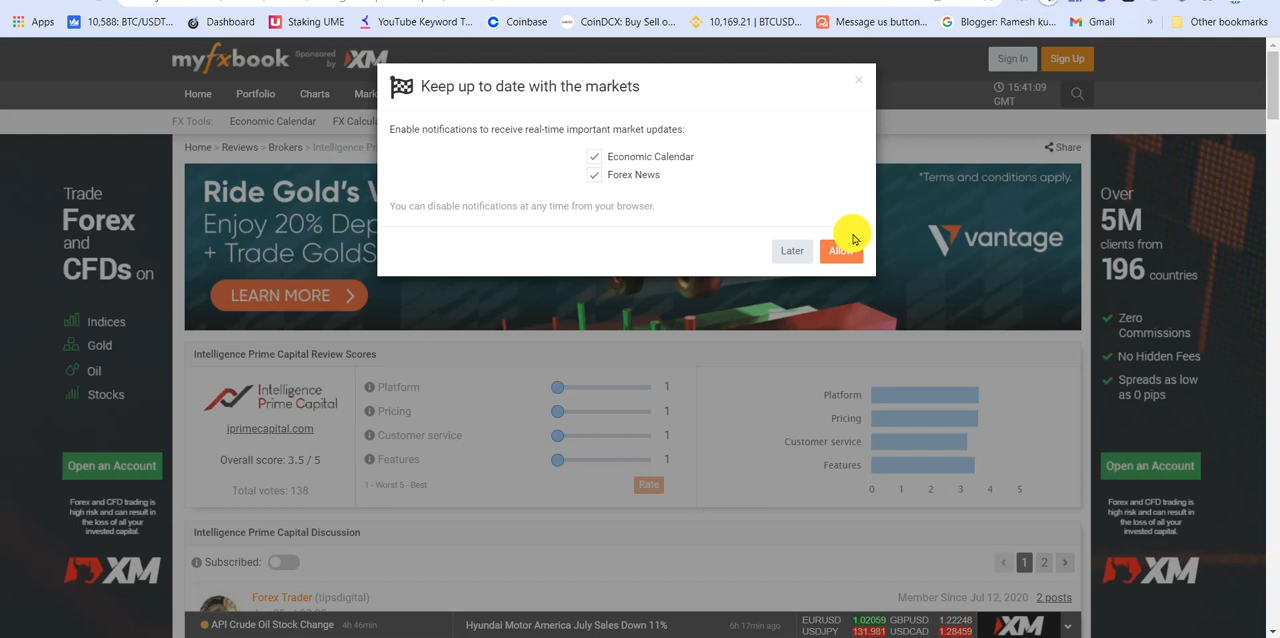 Apps 10,588: BTC/USDT... Dashboard Staking UME YouTube Keyword T... Coinbase CoinDCX: Buy Sell o... 10,169.21 | BTCUSD... Message us button... Blogger: Ramesh ku... Gmail » Other bookmarks
myfxbook Sponsored by XM Sign In Sign Up
Keep up to date with the markets ×
Home Portfolio Charts 15:41:09 GMT
FX Tools: Economic Calendar
Enable notifications to receive real-time important market updates:
Economic Calendar
Forex News
You can disable notifications at any time from your browser.
Later Allow
Home > Reviews > Brokers > Share
Trade
Forex
and
CFDs on
Indices
Gold
Oil
Stocks
Open an Account
Forex and CFD trading is
high risk and can result in
the loss of all your
invested capital.
XM
Ride Gold's
Enjoy 20%
+ Trade
LEARN MORE
*Terms and conditions apply.
vantage
Over
5M
clients from
196 countries
Zero
Commissions
No Hidden Fees
Spreads as low
as 0 pips
Open an Account
Forex and CFD trading is
high risk and can result in
the loss of all your
invested capital.
XM
Intelligence Prime Capital Review Scores
Intelligence
Prime Capital
iprimecapital.com
Overall score: 3.5 / 5
Total votes: 138
Platform 1
Pricing 1
Customer service 1
Features 1
1 - Worst 5 - Best Rate
Platform
Pricing
Customer service
Features
0 1 2 3 4 5
Intelligence Prime Capital Discussion
Subscribed: ‹ 1 2 ›
Forex Trader (tipsdigital) Member Since Jul 12, 2020 2 posts
API Crude Oil Stock Change 4h 46min Hyundai Motor America July Sales Down 11% 6h 17min ago
EURUSD 1.02059 GBPUSD 1.22248
USDJPY 131.981 USDCAD 1.28459
XM